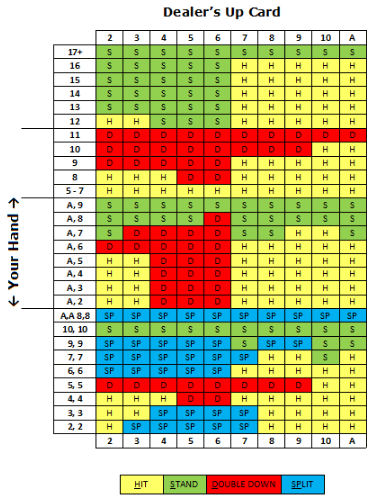 Dealer's Up Card
2 3 4 5 6 7 8 9 10 A
17+ S S S S S S S S S S
16 S S S S S H H H H H
15 S S S S S H H H H H
14 S S S S S H H H H H
13 S S S S S H H H H H
12 H H S S S H H H H H
11 D D D D D D D D D D
10 D D D D D D D D H H
9 D D D D D H H H H H
8 H H H D D H H H H H
5 - 7 H H H H H H H H H H
A, 9 S S S S S S S S S S
A, 8 S S S S D S S S S S
A, 7 S D D D D S S H H S
A, 6 D D D D D H H H H H
A, 5 H H D D D H H H H H
A, 4 H H D D D H H H H H
A, 3 H H D D D H H H H H
A, 2 H H D D D H H H H H
A,A 8,8 SP SP SP SP SP SP SP SP SP SP
10, 10 S S S S S S S S S S
9, 9 SP SP SP SP SP S SP SP S S
7, 7 SP SP SP SP SP SP H H S H
6, 6 SP SP SP SP SP H H H H H
5, 5 D D D D D D D D H H
4, 4 H H H D D H H H H H
3, 3 H H SP SP SP SP H H H H
2, 2 H SP SP SP SP SP H H H H
2 3 4 5 6 7 8 9 10 A
← Your Hand →
HIT STAND DOUBLE DOWN SPLIT